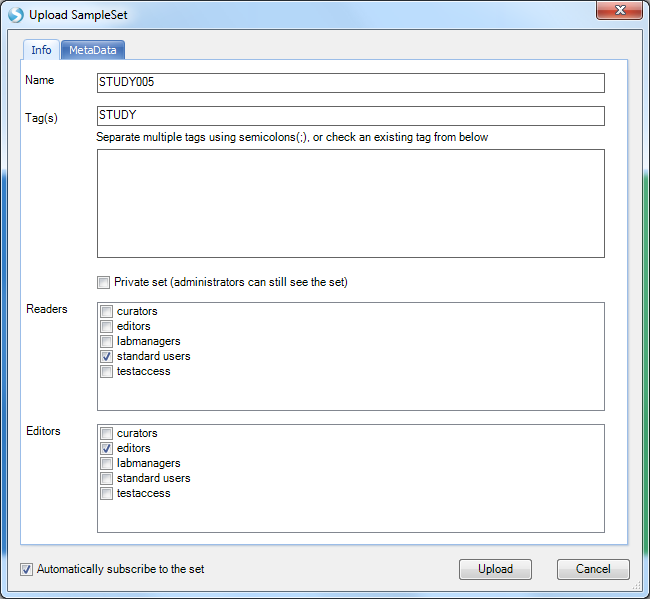 Upload SampleSet
Info MetaData
Name STUDY005
Tag(s) STUDY
Separate multiple tags using semicolons(;), or check an existing tag from below
Private set (administrators can still see the set)
Readers
curators
editors
labmanagers
standard users
testaccess
Editors
curators
editors
labmanagers
standard users
testaccess
Automatically subscribe to the set
Upload Cancel